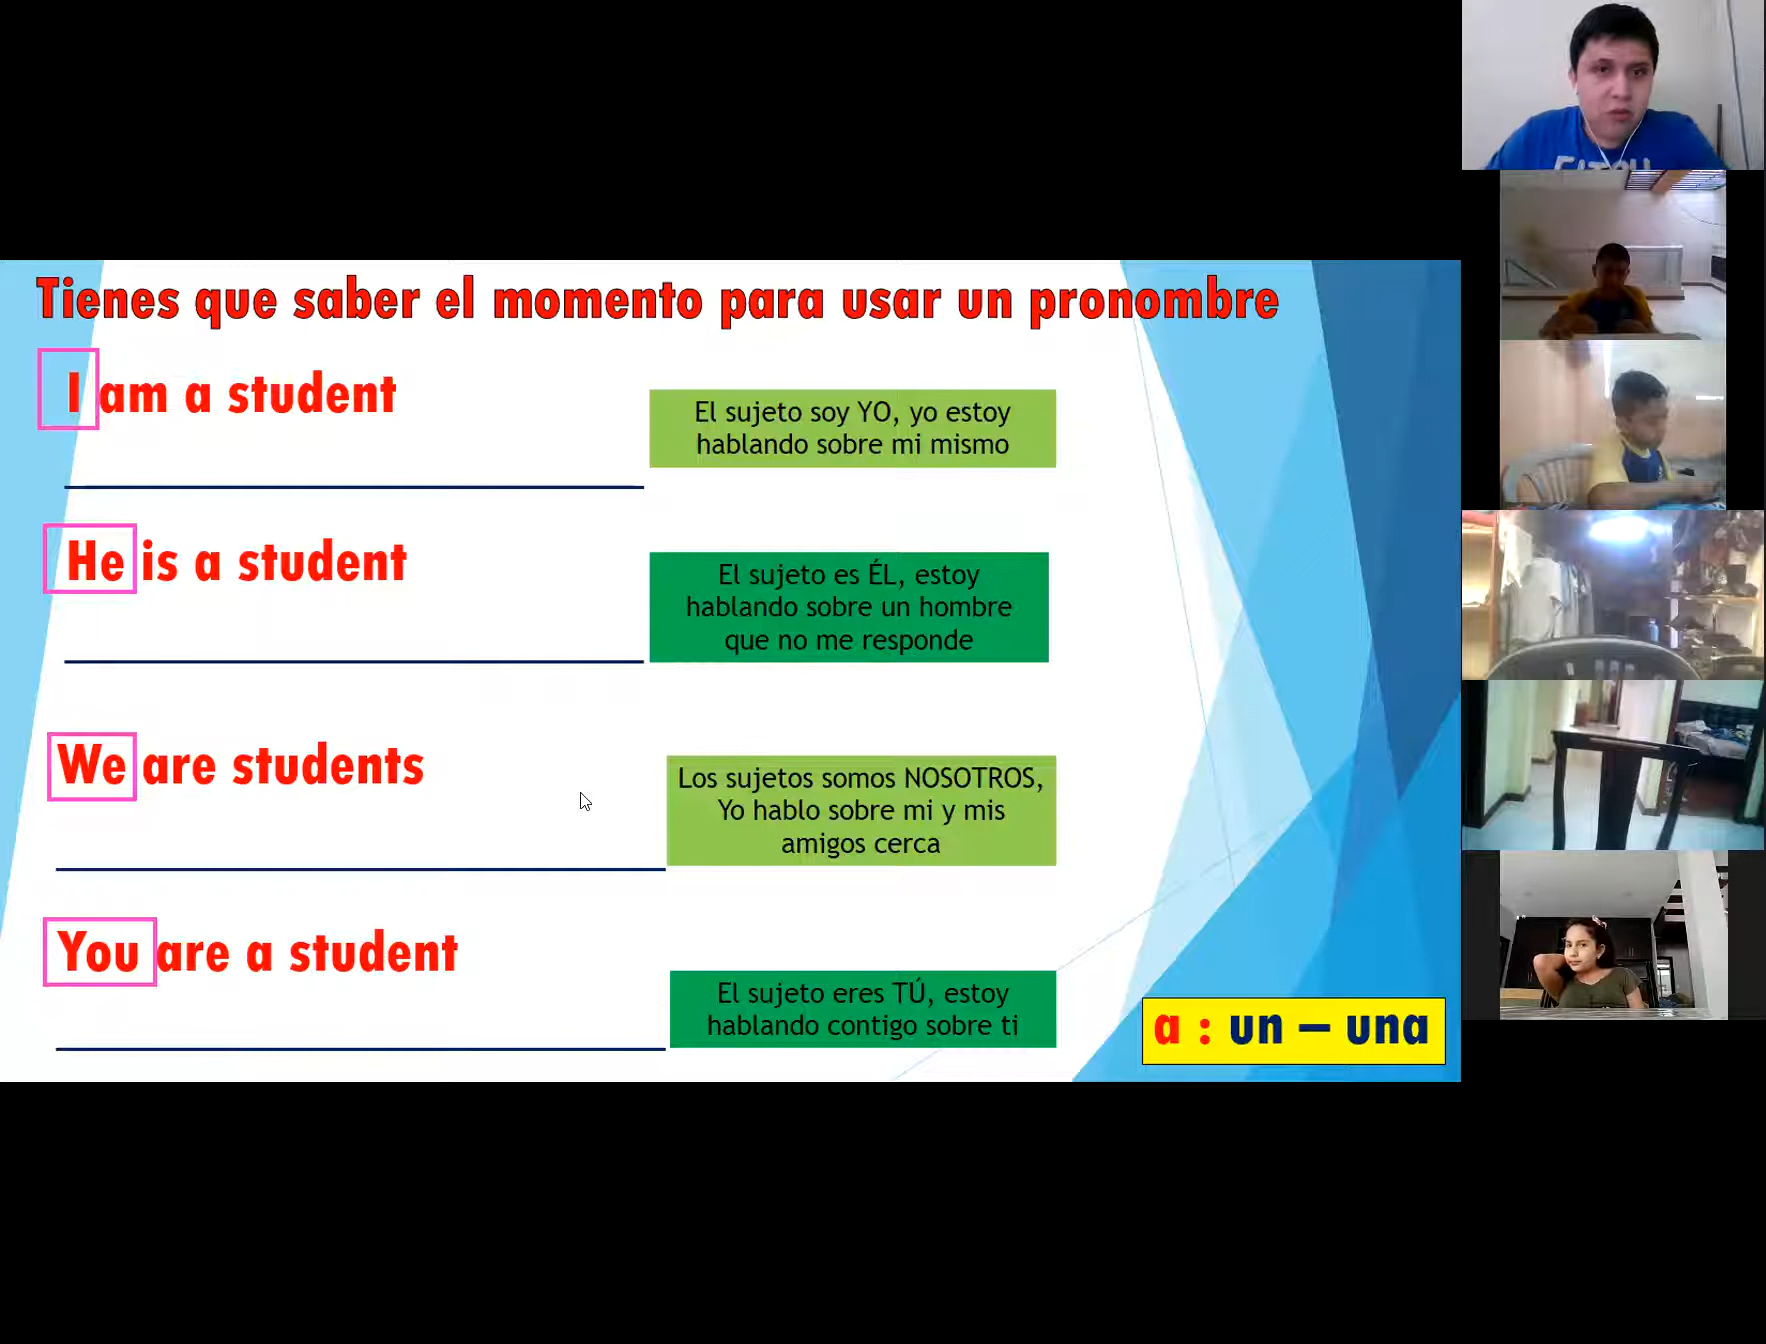 Tienes que saber el momento para usar un pronombre
I am a student
El sujeto soy YO, yo estoy
hablando sobre mi mismo
He is a student
El sujeto es ÉL, estoy
hablando sobre un hombre
que no me responde
We are students
Los sujetos somos NOSOTROS,
Yo hablo sobre mi y mis
amigos cerca
You are a student
El sujeto eres TÚ, estoy
hablando contigo sobre ti
a : un – una